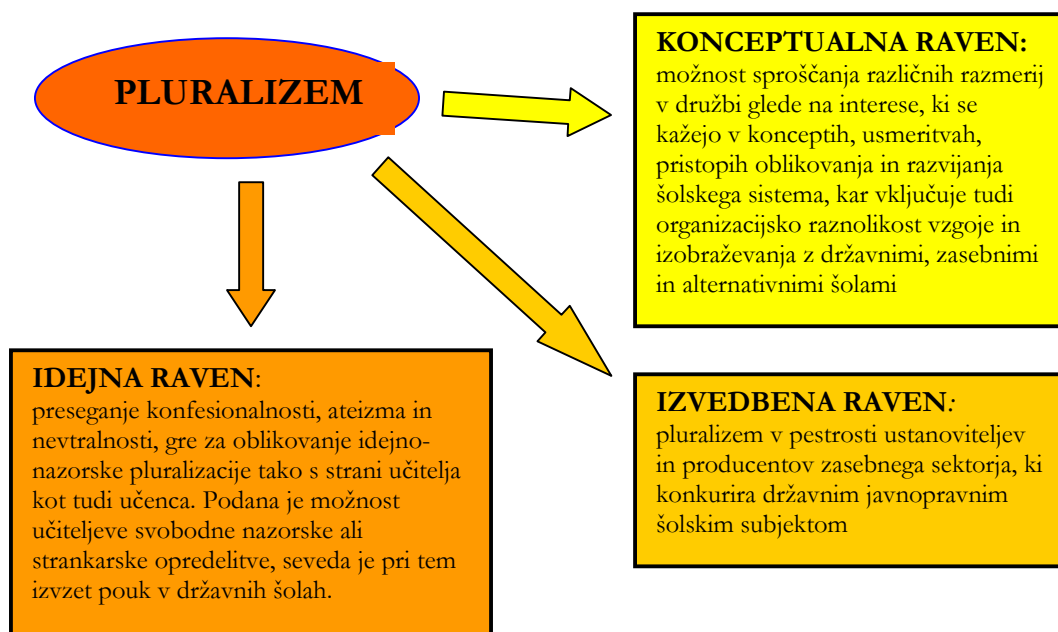 PLURALIZEM
KONCEPTUALNA RAVEN:
možnost sproščanja različnih razmerij
v družbi glede na interese, ki se
kažejo v konceptih, usmeritvah,
pristopih oblikovanja in razvijanja
šolskega sistema, kar vključuje tudi
organizacijsko raznolikost vzgoje in
izobraževanja z državnimi, zasebnimi
in alternativnimi šolami
IDEJNA RAVEN:
preseganje konfesionalnosti, ateizma in
nevtralnosti, gre za oblikovanje idejno-
nazorske pluralizacije tako s strani učitelja
kot tudi učenca. Podana je možnost
učiteljeve svobodne nazorske ali
strankarske opredelitve, seveda je pri tem
izvzet pouk v državnih šolah.
IZVEDBENA RAVEN:
pluralizem v pestrosti ustanoviteljev
in producentov zasebnega sektorja, ki
konkurira državnim javnopravnim
šolskim subjektom